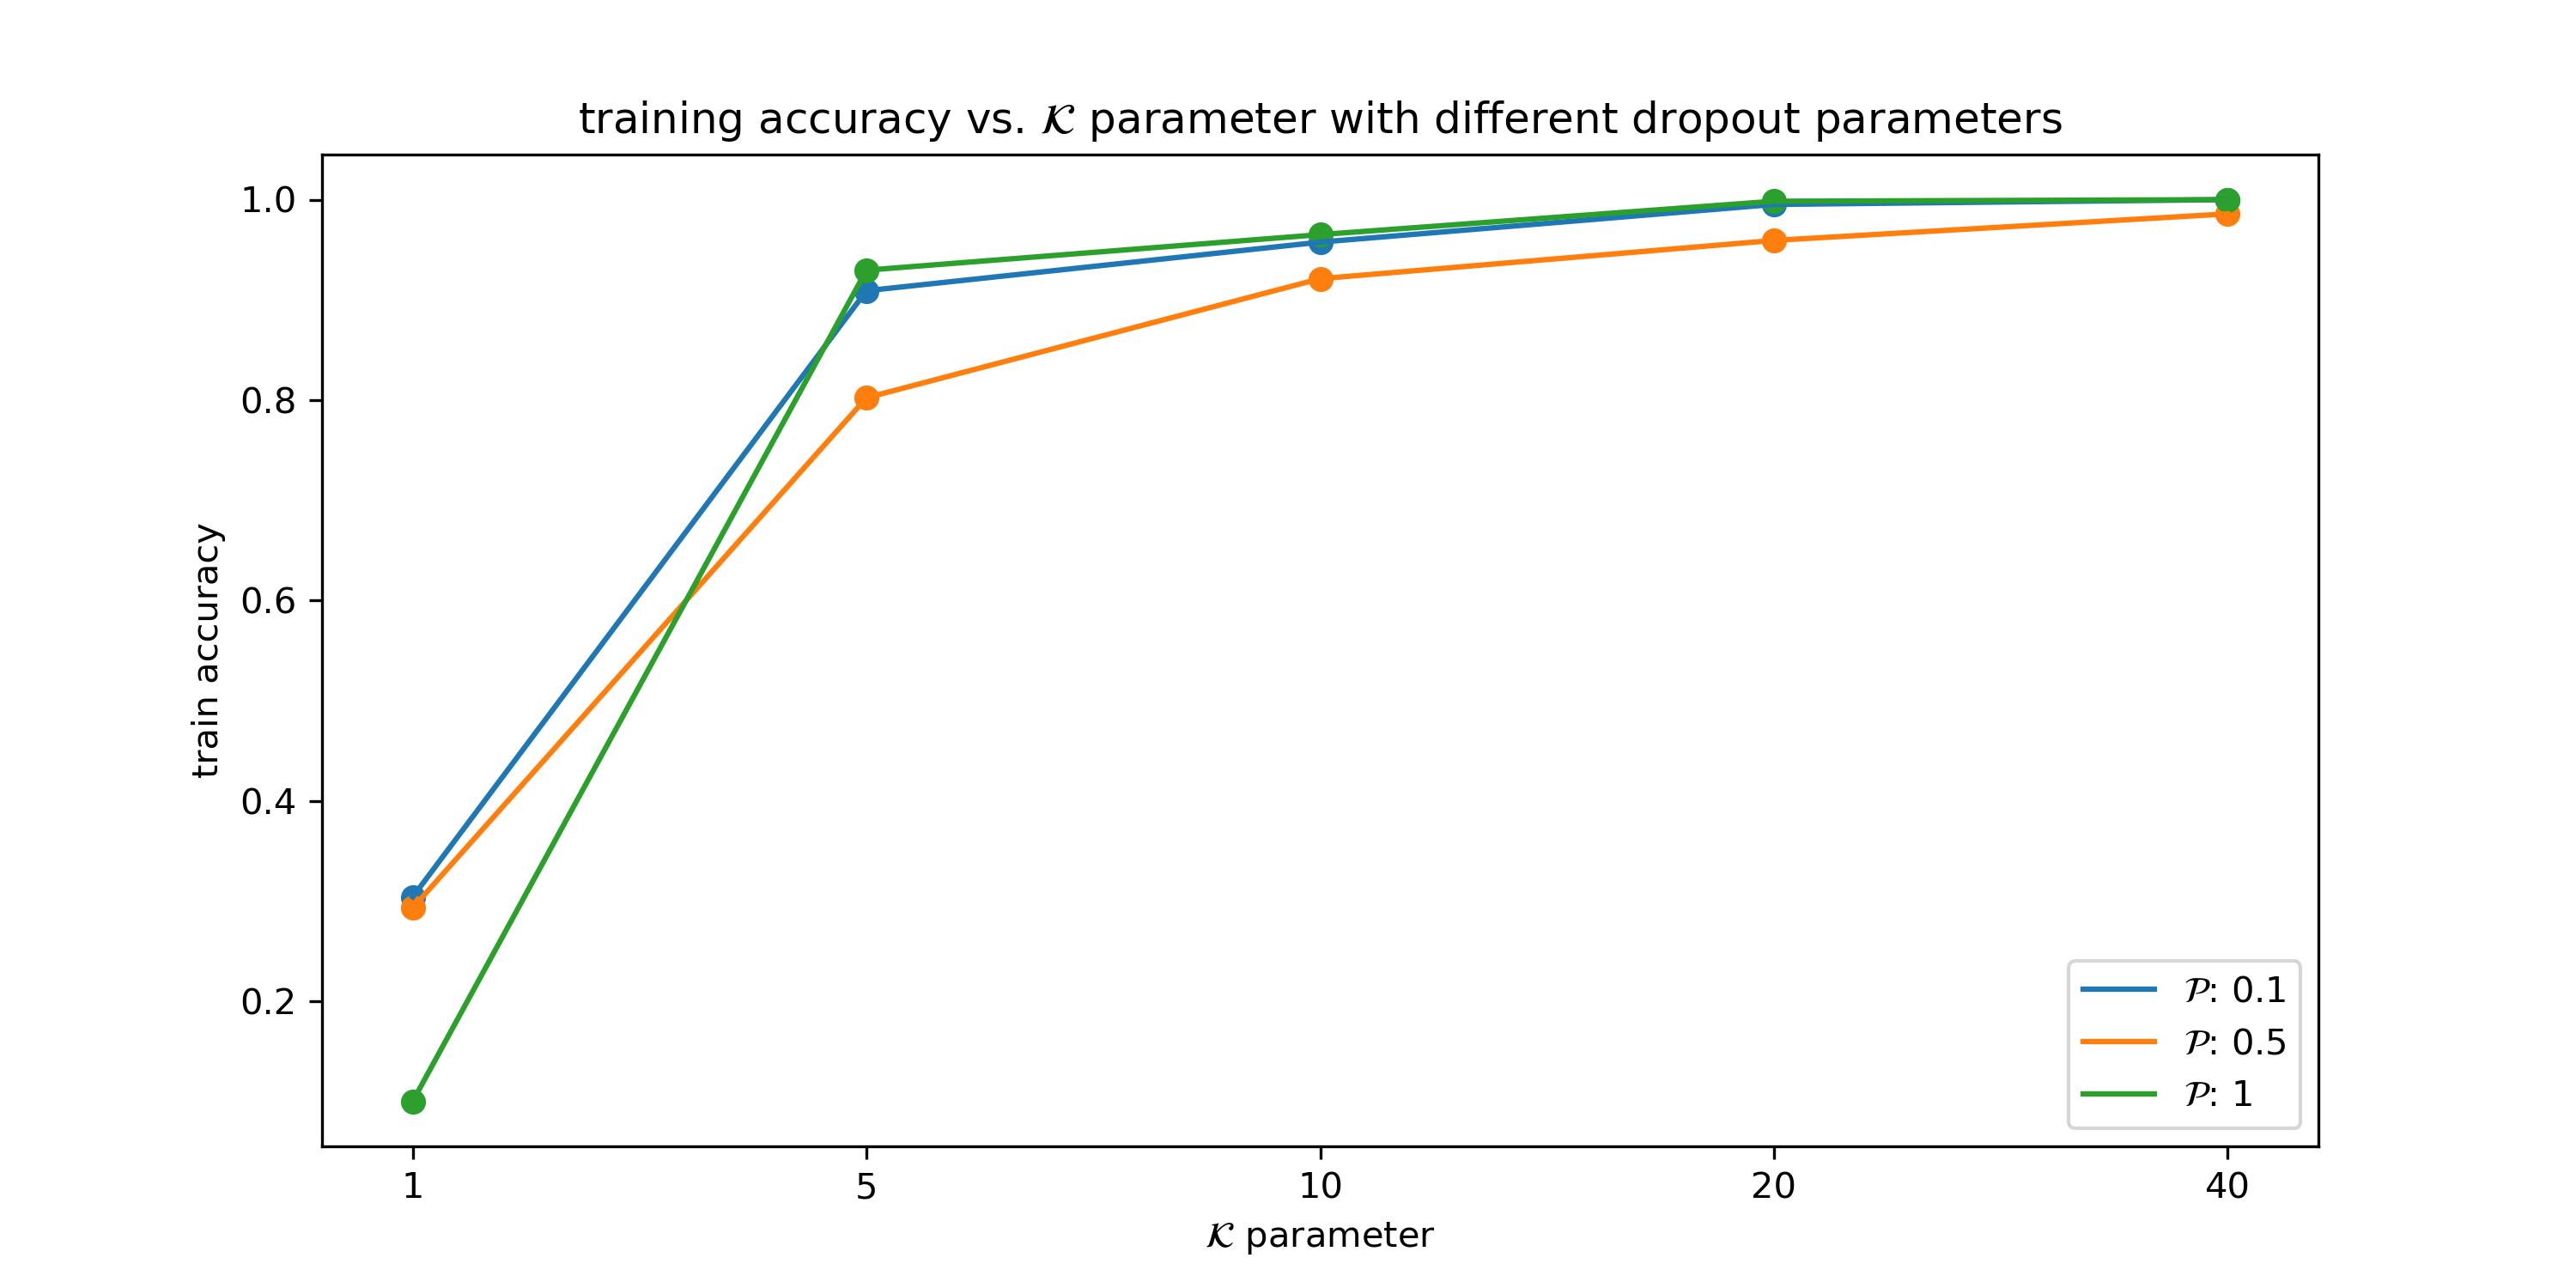 training accuracy vs. 𝒦 parameter with different dropout parameters
1.0
0.8
0.6
0.4
0.2
train accuracy
1 5 10 20 40
𝒦 parameter
𝒫: 0.1
𝒫: 0.5
𝒫: 1